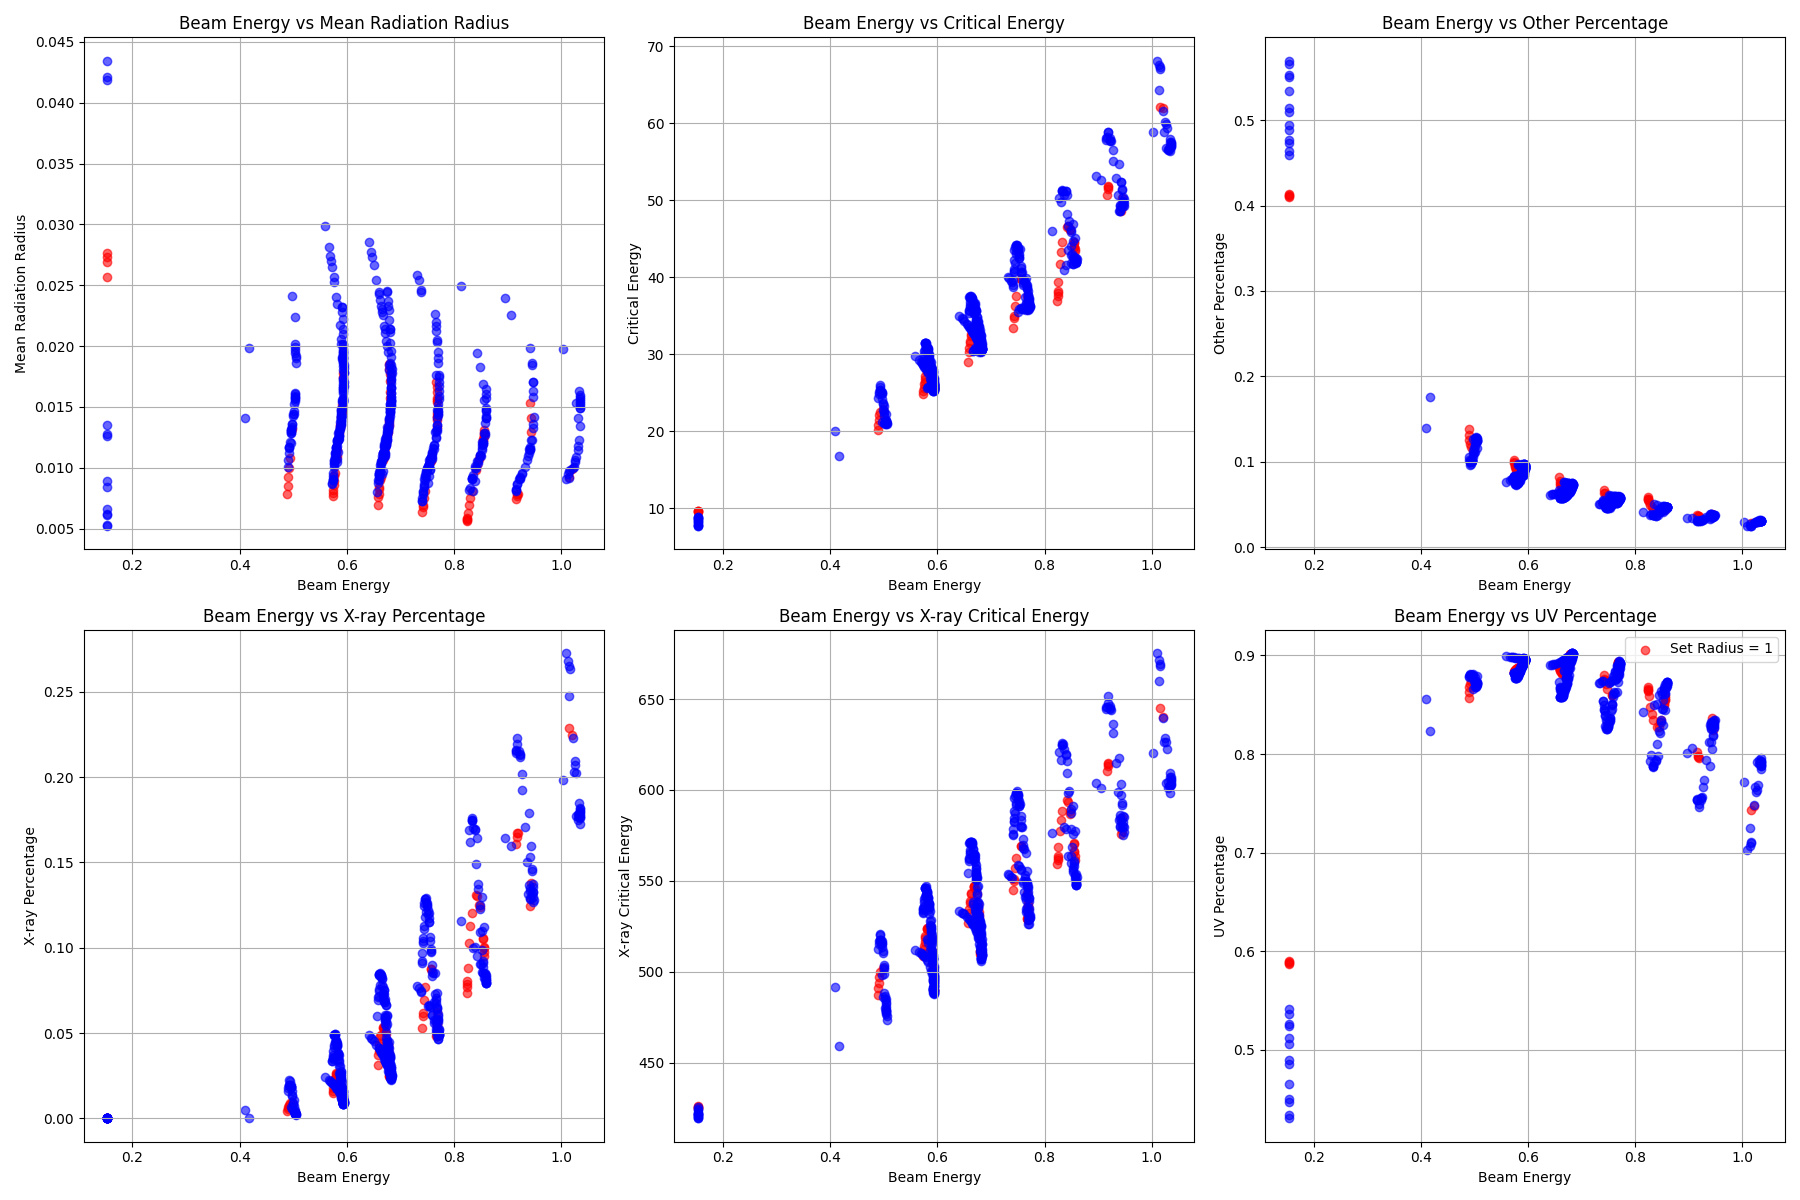 Beam Energy vs Mean Radiation Radius
Mean Radiation Radius
0.045
0.040
0.035
0.030
0.025
0.020
0.015
0.010
0.005
0.2 0.4 0.6 0.8 1.0
Beam Energy
Beam Energy vs Critical Energy
Critical Energy
70
60
50
40
30
20
10
0.2 0.4 0.6 0.8 1.0
Beam Energy
Beam Energy vs Other Percentage
Other Percentage
0.5
0.4
0.3
0.2
0.1
0.0
0.2 0.4 0.6 0.8 1.0
Beam Energy
Beam Energy vs X-ray Percentage
X-ray Percentage
0.25
0.20
0.15
0.10
0.05
0.00
0.2 0.4 0.6 0.8 1.0
Beam Energy
Beam Energy vs X-ray Critical Energy
X-ray Critical Energy
650
600
550
500
450
0.2 0.4 0.6 0.8 1.0
Beam Energy
Beam Energy vs UV Percentage
Set Radius = 1
UV Percentage
0.9
0.8
0.7
0.6
0.5
0.2 0.4 0.6 0.8 1.0
Beam Energy